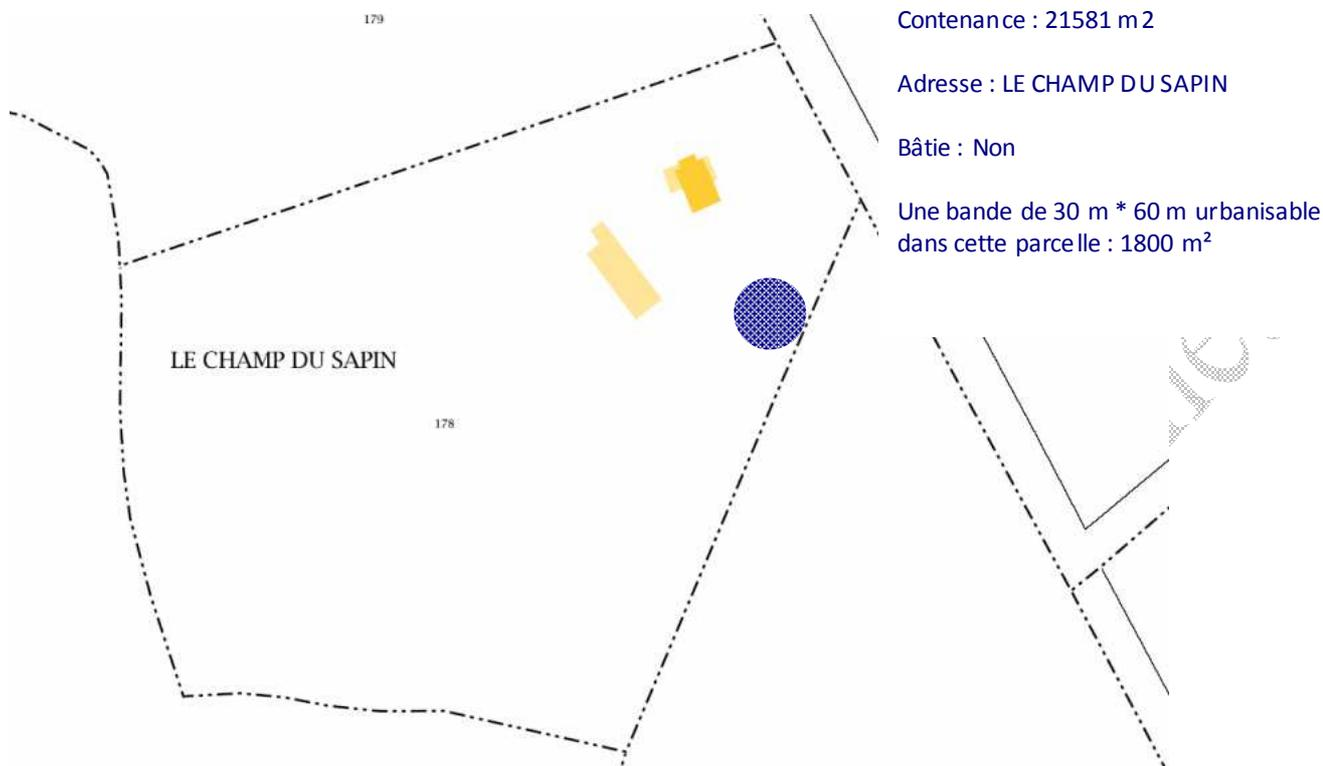 179
Contenance : 21581 m2
Adresse : LE CHAMP DU SAPIN
Bâtie : Non
Une bande de 30 m * 60 m urbanisable
dans cette parcelle : 1800 m²
LE CHAMP DU SAPIN
178